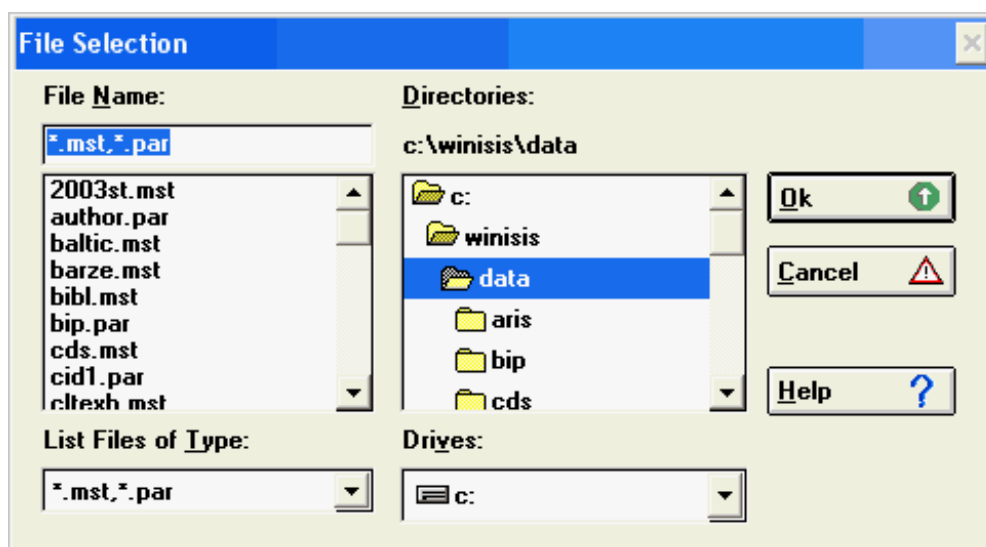 File Selection
File Name:
*.mst,*.par
2003st.mst
author.par
baltic.mst
barze.mst
bibl.mst
bip.par
cds.mst
cid1.par
cltexh.mst
List Files of Type:
*.mst,*.par
Directories:
c:\winisis\data
c:
winisis
data
aris
bip
cds
Drives:
c:
Ok
Cancel
Help